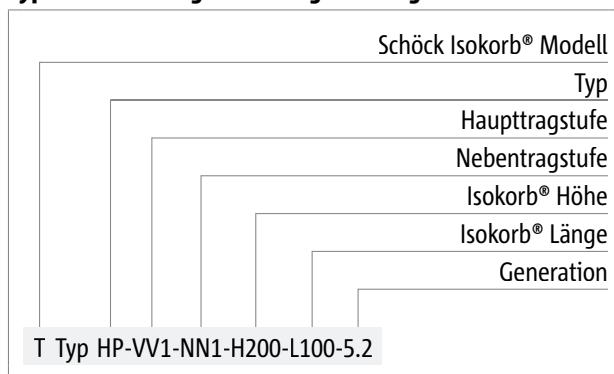 Schöck Isokorb® Modell
Typ
Haupttragstufe
Nebentragstufe
Isokorb® Höhe
Isokorb® Länge
Generation
T Typ HP-VV1-NN1-H200-L100-5.2